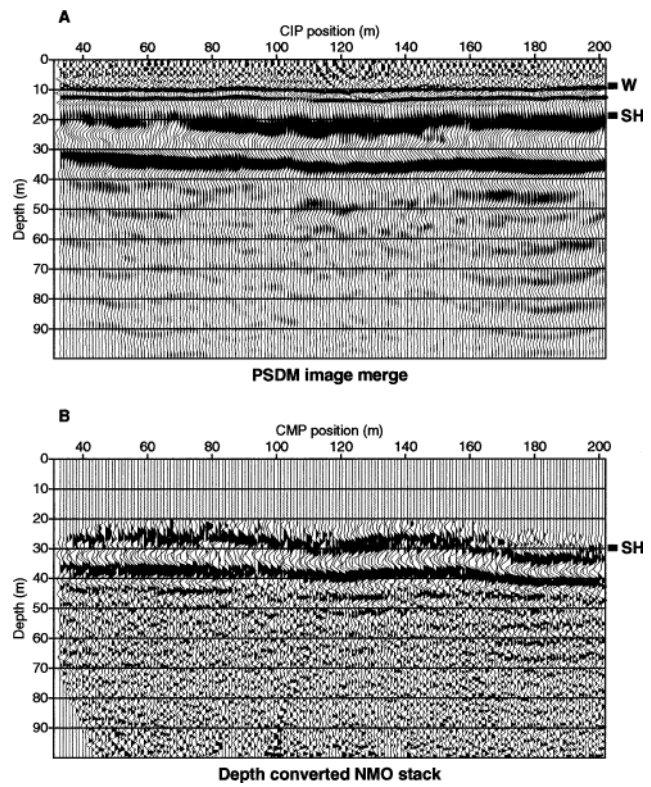 A
CIP position (m)
40 60 80 100 120 140 160 180 200
0
10
W
20
SH
30
40
50
60
70
80
90
Depth (m)
PSDM image merge
B
CMP position (m)
40 60 80 100 120 140 160 180 200
0
10
20
30
SH
40
50
60
70
80
90
Depth (m)
Depth converted NMO stack